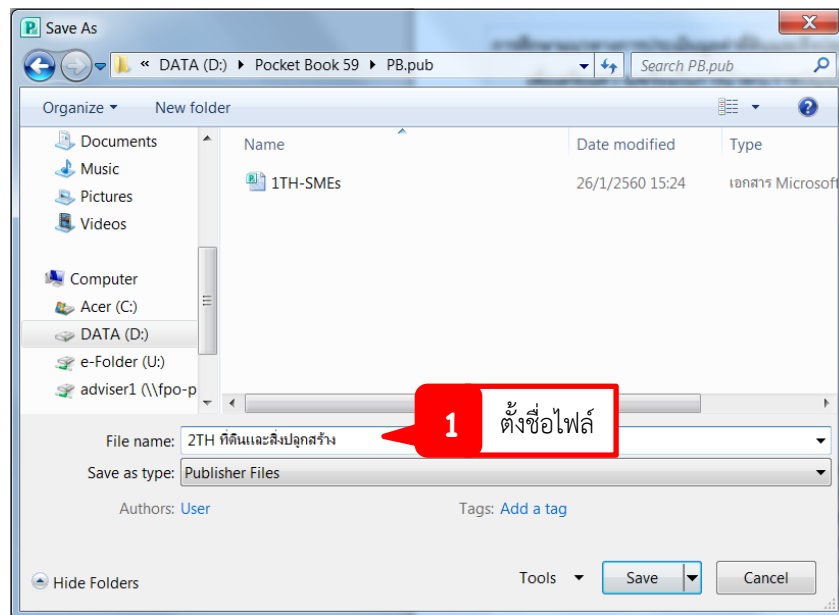 Save As
« DATA (D:) Pocket Book 59 PB.pub Search PB.pub
Organize New folder
Documents
Music
Pictures
Videos
Computer
Acer (C:)
DATA (D:)
e-Folder (U:)
adviser1 (\\fpo-p
Name Date modified Type
1TH-SMEs 26/1/2560 15:24 เอกสาร Microsoft
1 ตั้งชื่อไฟล์
File name: 2TH ที่ดินและสิ่งปลูกสร้าง
Save as type: Publisher Files
Authors: User Tags: Add a tag
Hide Folders Tools Save Cancel